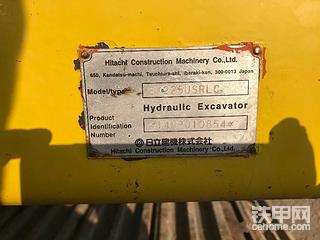 Hitachi Construction Machinery Co.,Ltd.
650, Kandatsu-machi, Tsuchiura-shi, Ibaraki-ken, 300-0013 Japan
Model/type 225USRLC
Hydraulic Excavator
Product
Identification
Number
日立建機株式会社
Hitachi Construction Machinery Co.,Ltd.
铁甲网